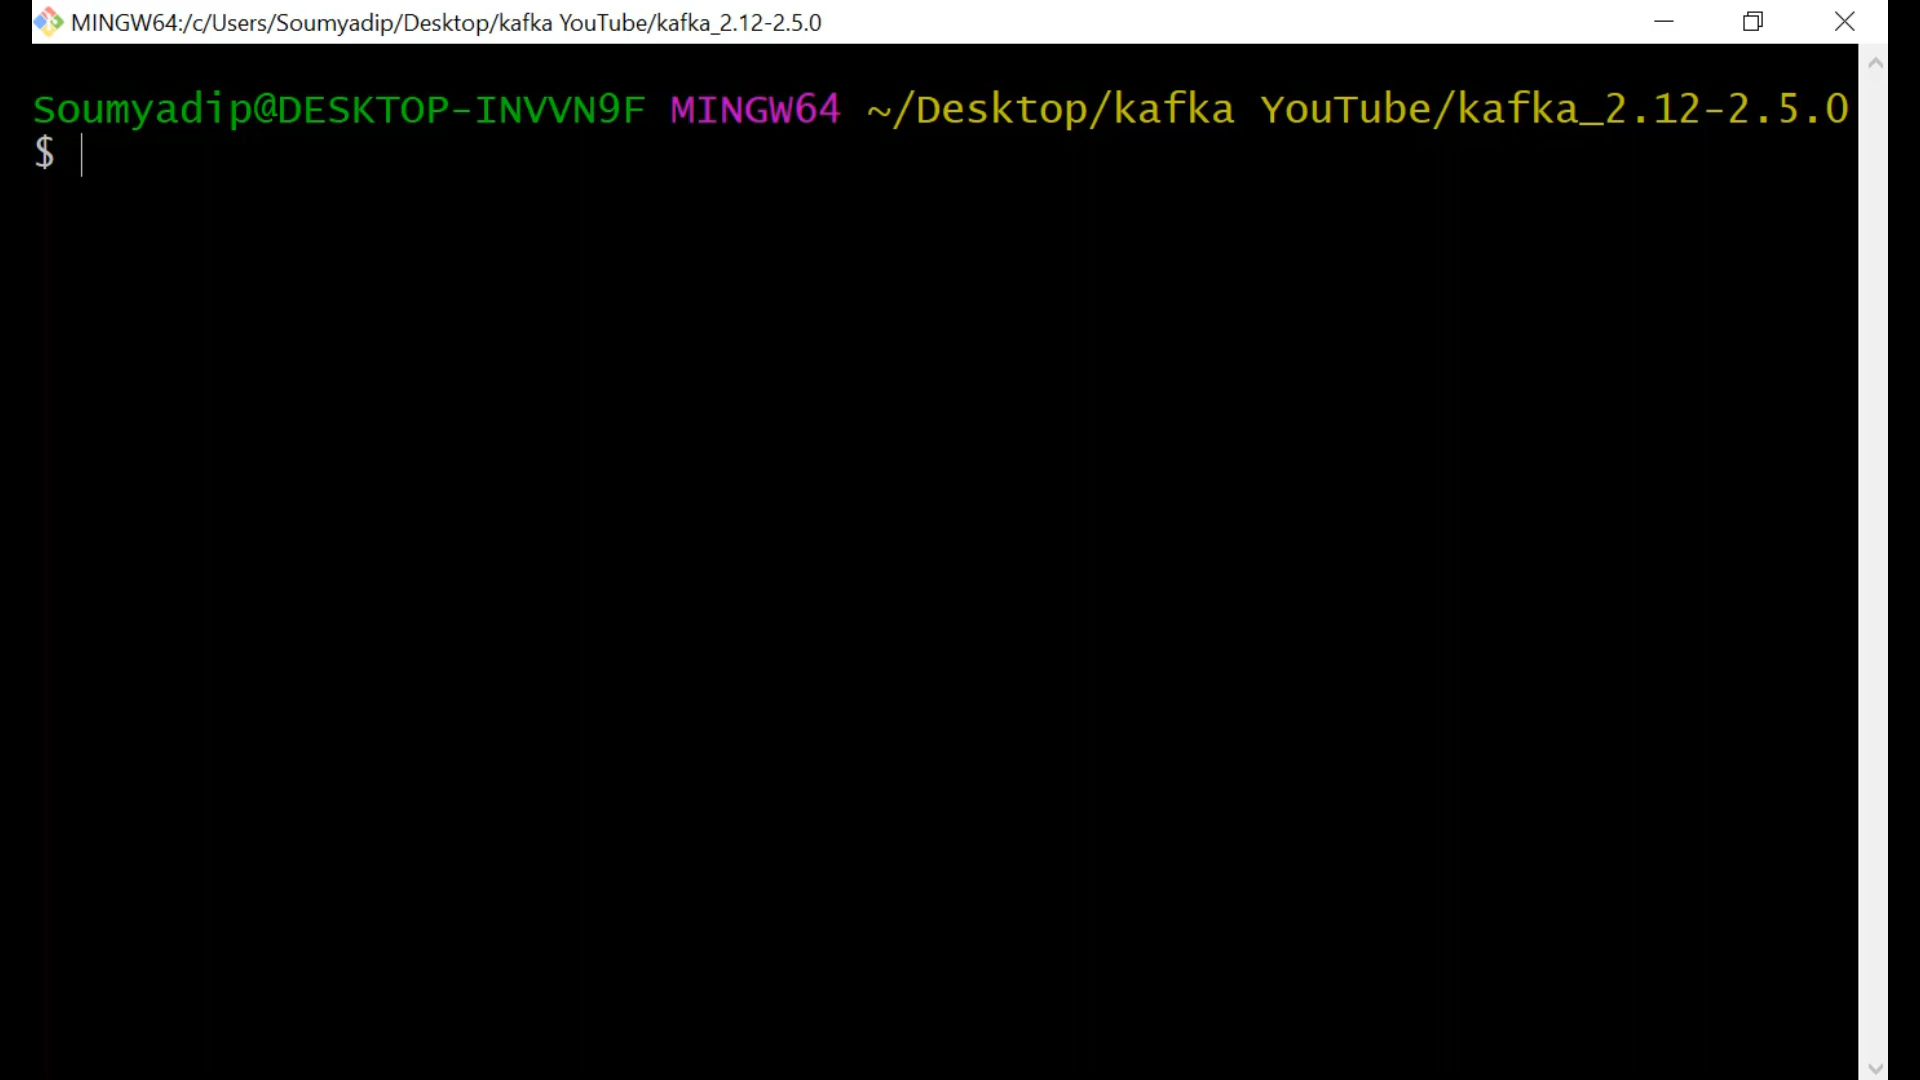 MINGW64:/c/Users/Soumyadip/Desktop/kafka YouTube/kafka_2.12-2.5.0
Soumyadip@DESKTOP-INVVN9F MINGW64 ~/Desktop/kafka YouTube/kafka_2.12-2.5.0
$